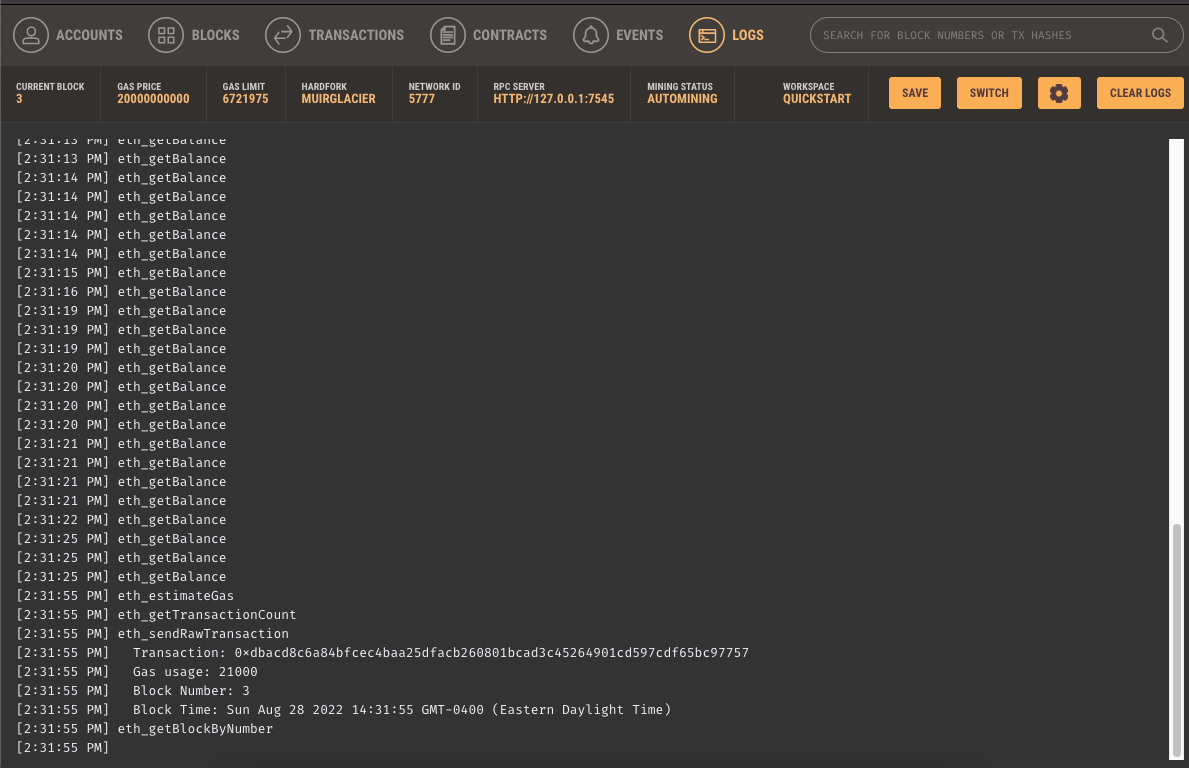 ACCOUNTS BLOCKS TRANSACTIONS CONTRACTS EVENTS LOGS SEARCH FOR BLOCK NUMBERS OR TX HASHES
CURRENT BLOCK GAS PRICE GAS LIMIT HARDFORK NETWORK ID RPC SERVER MINING STATUS WORKSPACE
3 20000000000 6721975 MUIRGLACIER 5777 HTTP://127.0.0.1:7545 AUTOMINING QUICKSTART
SAVE SWITCH CLEAR LOGS
[2:31:13 PM] eth_getBalance
[2:31:13 PM] eth_getBalance
[2:31:14 PM] eth_getBalance
[2:31:14 PM] eth_getBalance
[2:31:14 PM] eth_getBalance
[2:31:14 PM] eth_getBalance
[2:31:14 PM] eth_getBalance
[2:31:15 PM] eth_getBalance
[2:31:16 PM] eth_getBalance
[2:31:19 PM] eth_getBalance
[2:31:19 PM] eth_getBalance
[2:31:19 PM] eth_getBalance
[2:31:20 PM] eth_getBalance
[2:31:20 PM] eth_getBalance
[2:31:20 PM] eth_getBalance
[2:31:20 PM] eth_getBalance
[2:31:21 PM] eth_getBalance
[2:31:21 PM] eth_getBalance
[2:31:21 PM] eth_getBalance
[2:31:21 PM] eth_getBalance
[2:31:22 PM] eth_getBalance
[2:31:25 PM] eth_getBalance
[2:31:25 PM] eth_getBalance
[2:31:25 PM] eth_getBalance
[2:31:55 PM] eth_estimateGas
[2:31:55 PM] eth_getTransactionCount
[2:31:55 PM] eth_sendRawTransaction
[2:31:55 PM]   Transaction: 0×dbacd8c6a84bfcec4baa25dfacb260801bcad3c45264901cd597cdf65bc97757
[2:31:55 PM]   Gas usage: 21000
[2:31:55 PM]   Block Number: 3
[2:31:55 PM]   Block Time: Sun Aug 28 2022 14:31:55 GMT-0400 (Eastern Daylight Time)
[2:31:55 PM] eth_getBlockByNumber
[2:31:55 PM]